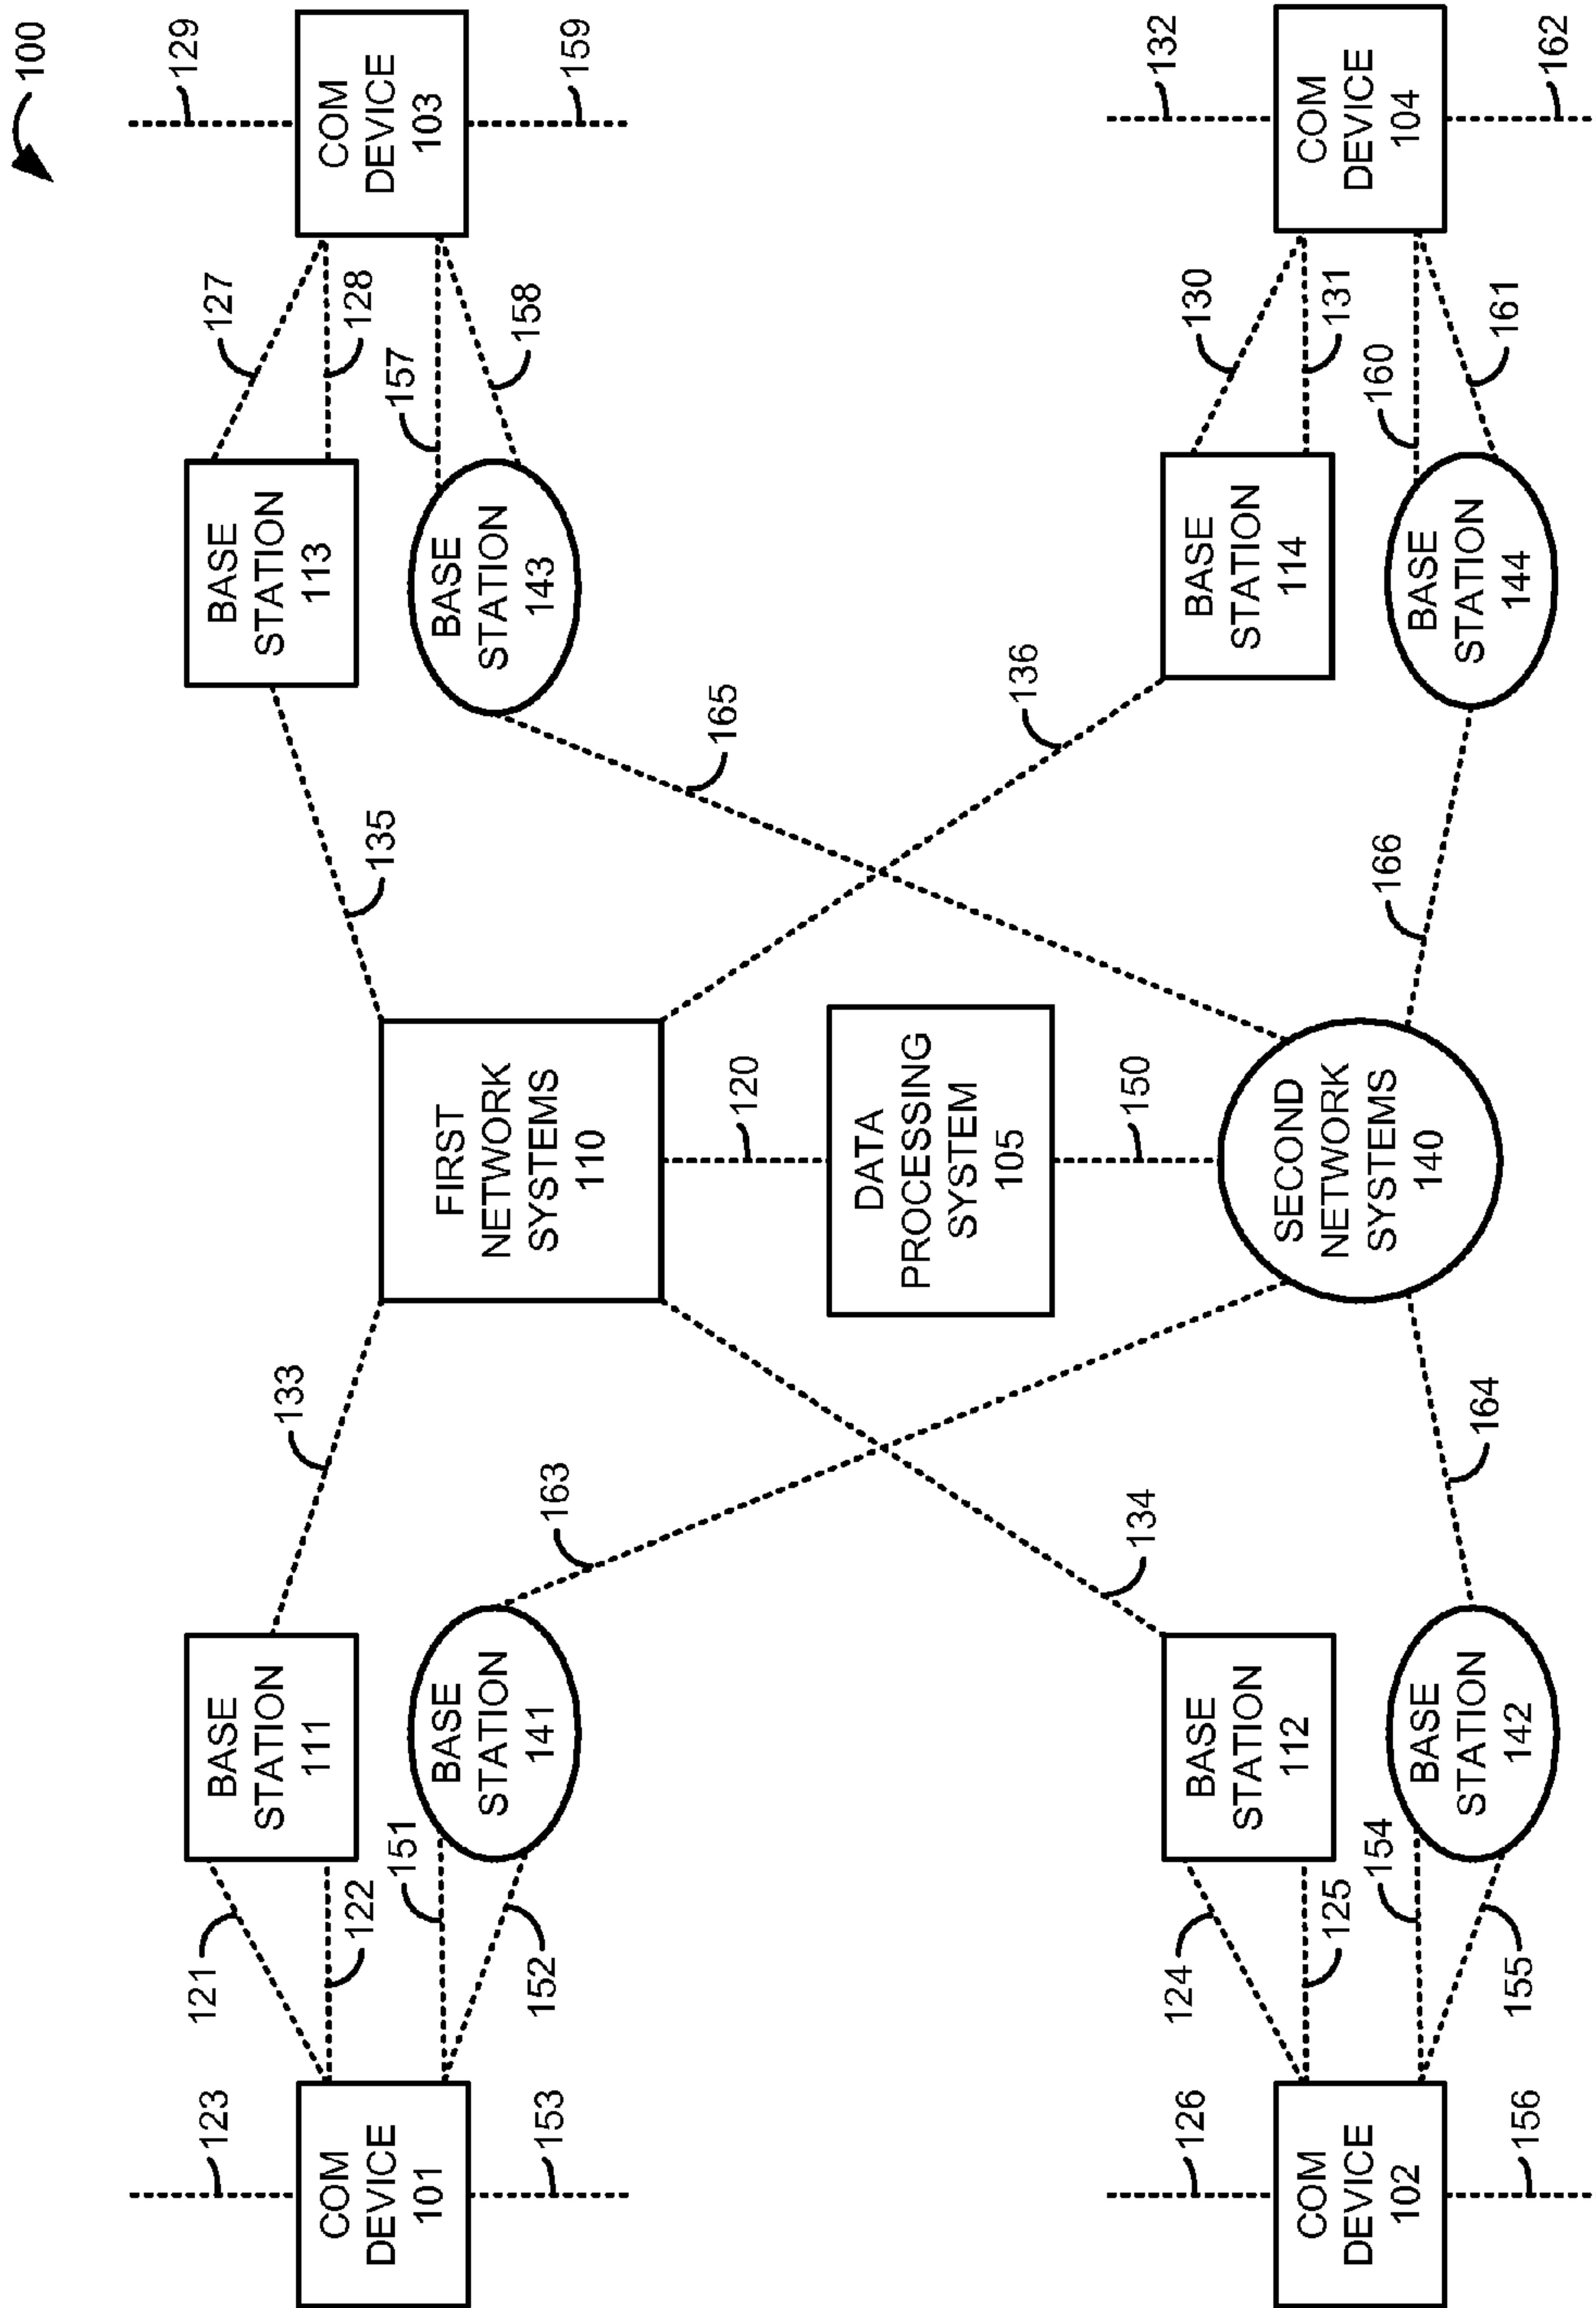 100
123
COM
DEVICE
101
153
121
122
151
152
BASE
STATION
111
BASE
STATION
141
133
163
126
COM
DEVICE
102
156
124
125
154
155
BASE
STATION
112
BASE
STATION
142
134
164
FIRST
NETWORK
SYSTEMS
110
120
DATA
PROCESSING
SYSTEM
105
150
SECOND
NETWORK
SYSTEMS
140
135
165
BASE
STATION
113
BASE
STATION
143
127
128
157
158
129
COM
DEVICE
103
159
136
166
BASE
STATION
114
BASE
STATION
144
130
131
160
161
132
COM
DEVICE
104
162